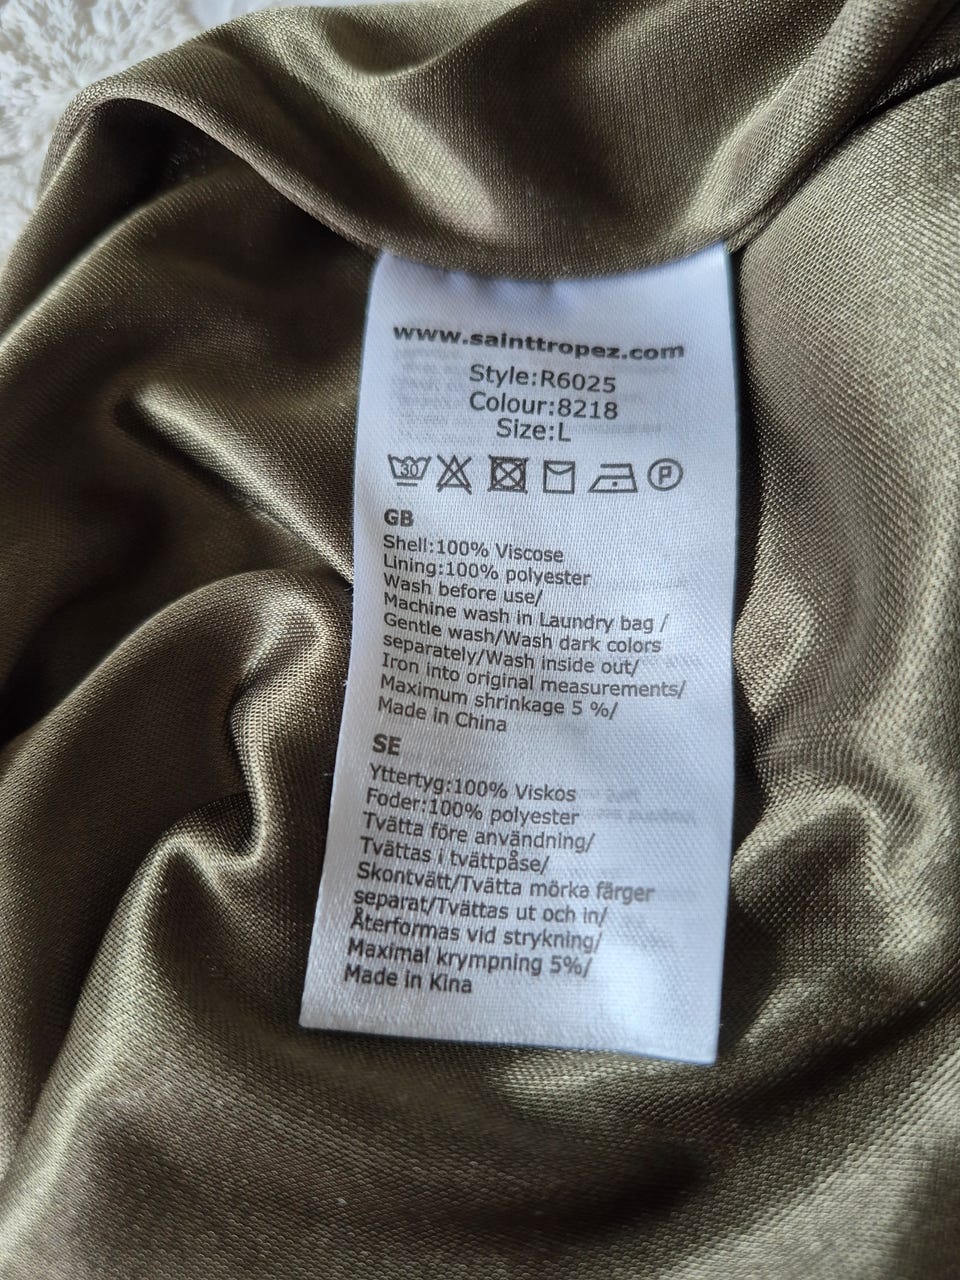 www.sainttropez.com
Style:R6025
Colour:8218
Size:L
30 P
GB
Shell:100% Viscose
Lining:100% polyester
Wash before use/
Machine wash in Laundry bag /
Gentle wash/Wash dark colors
separately/Wash inside out/
Iron into original measurements/
Maximum shrinkage 5 %/
Made in China
SE
Yttertyg:100% Viskos
Foder:100% polyester
Tvätta före användning/
Tvättas i tvättpåse/
Skontvätt/Tvätta mörka färger
separat/Tvättas ut och in/
Återformas vid strykning/
Maximal krympning 5%/
Made in Kina